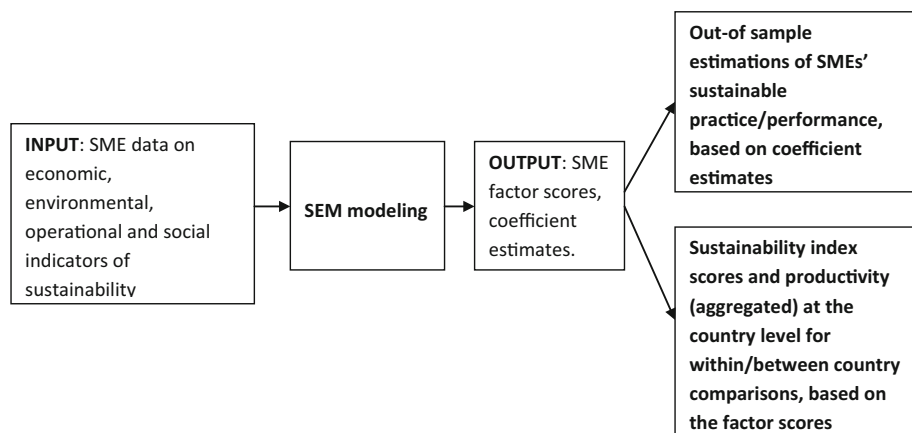 INPUT: SME data on
economic,
environmental,
operational and social
indicators of
sustainability
SEM modeling
OUTPUT: SME
factor scores,
coefficient
estimates.
Out-of sample
estimations of SMEs’
sustainable
practice/performance,
based on coefficient
estimates
Sustainability index
scores and productivity
(aggregated) at the
country level for
within/between country
comparisons, based on
the factor scores